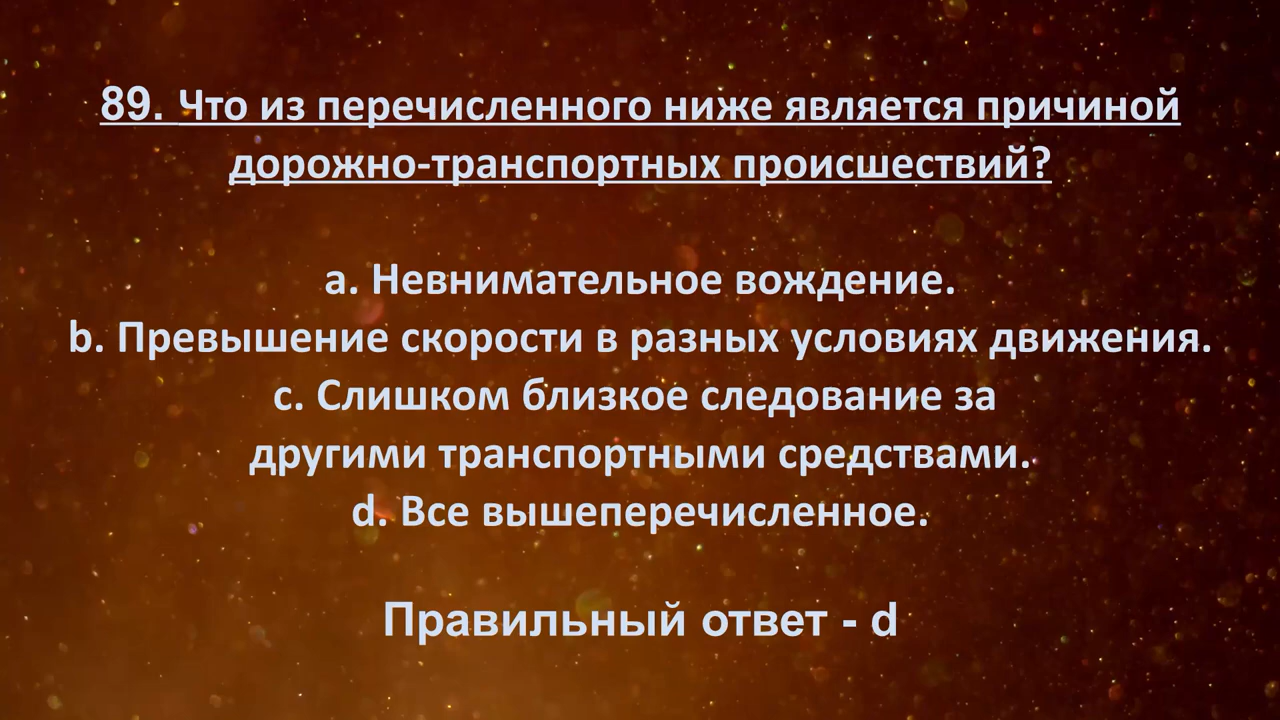 89. Что из перечисленного ниже является причиной
дорожно-транспортных происшествий?
a. Невнимательное вождение.
b. Превышение скорости в разных условиях движения.
c. Слишком близкое следование за
другими транспортными средствами.
d. Все вышеперечисленное.
Правильный ответ - d